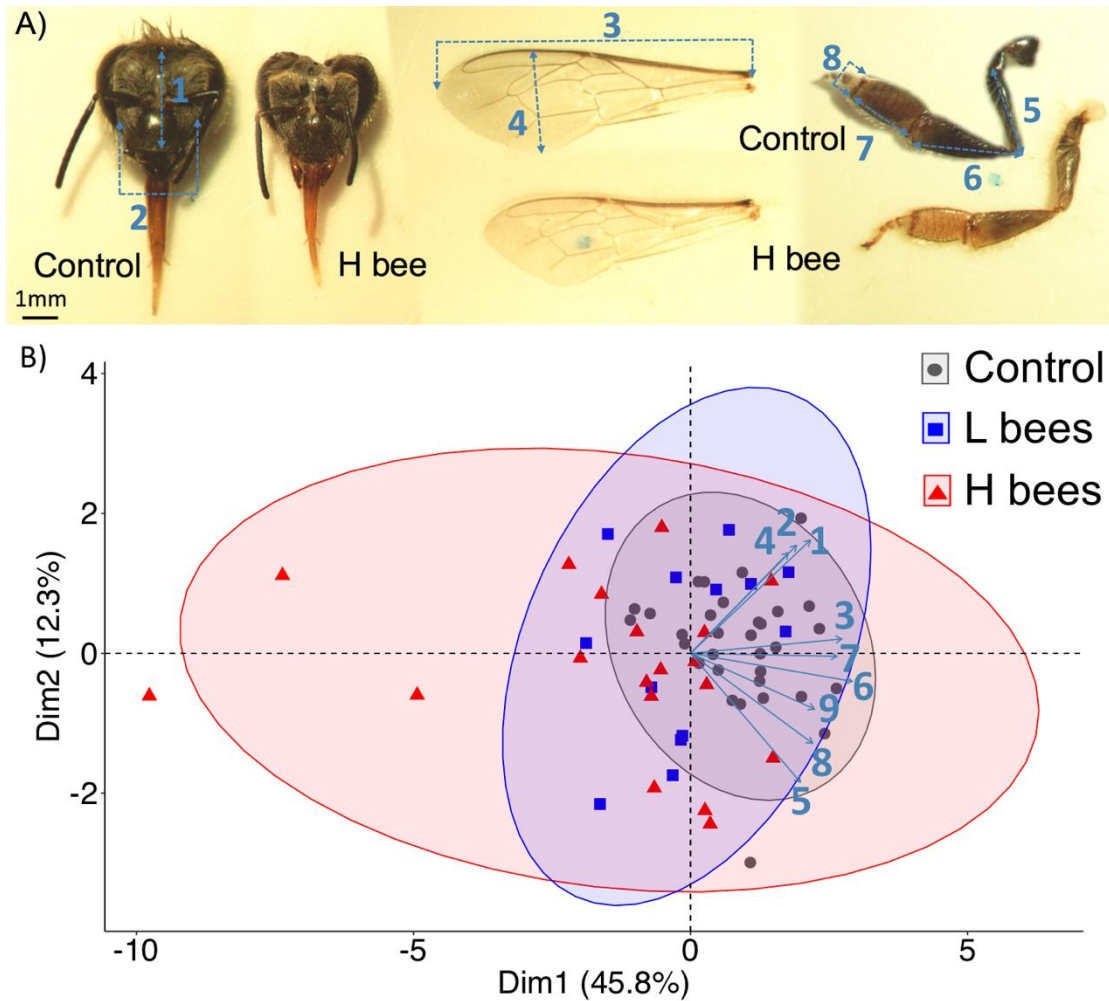 A)
1
2
Control
1mm
H bee
3
4
8
Control
7
6
5
H bee
B)
Control
L bees
H bees
4
2
0
-2
Dim2 (12.3%)
4
2
1
3
7
6
9
8
5
-10
-5
0
5
Dim1 (45.8%)